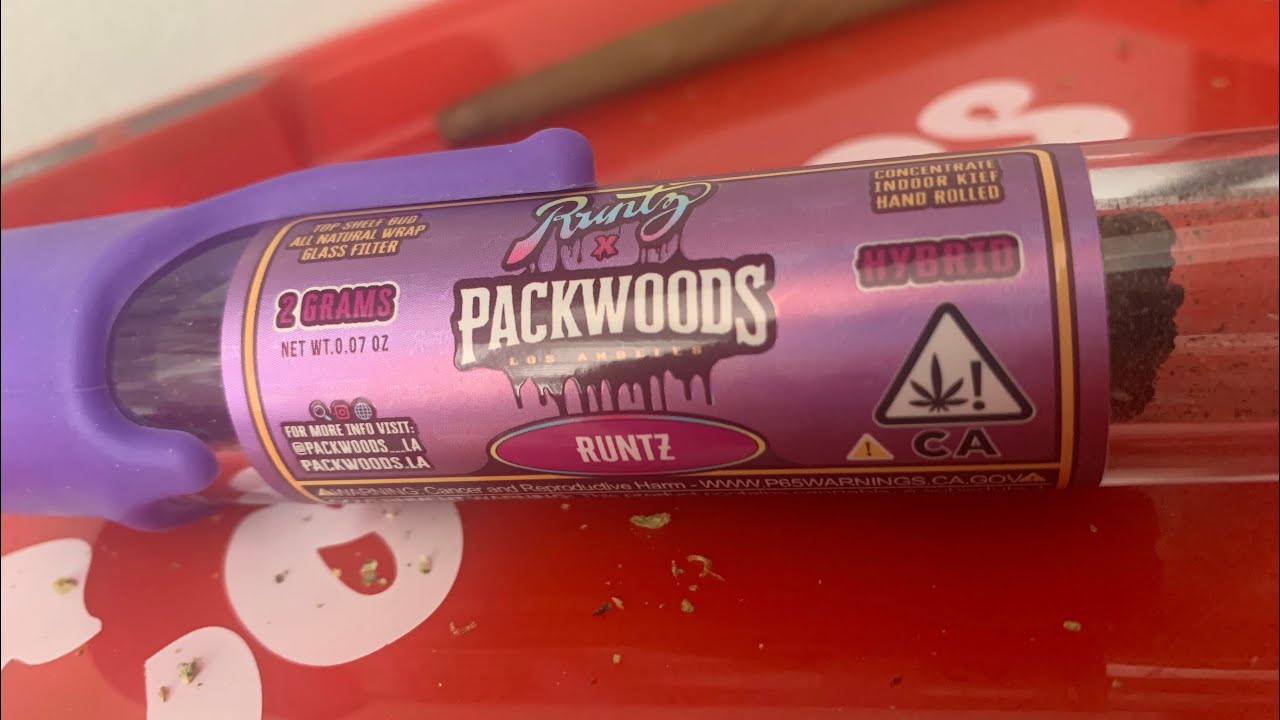 TOP SHELF BUD
ALL NATURAL WRAP
GLASS FILTER
2 GRAMS
NET WT.0.07 OZ
FOR MORE INFO VISIT:
@PACKWOODS__LA
PACKWOODS.LA
Runtz
X
PACKWOODS
LOS ANGELES
RUNTZ
CONCENTRATE
INDOOR KIEF
HAND ROLLED
HYBRID
!
CA
!
WARNING: Cancer and Reproductive Harm - WWW.P65WARNINGS.CA.GOV